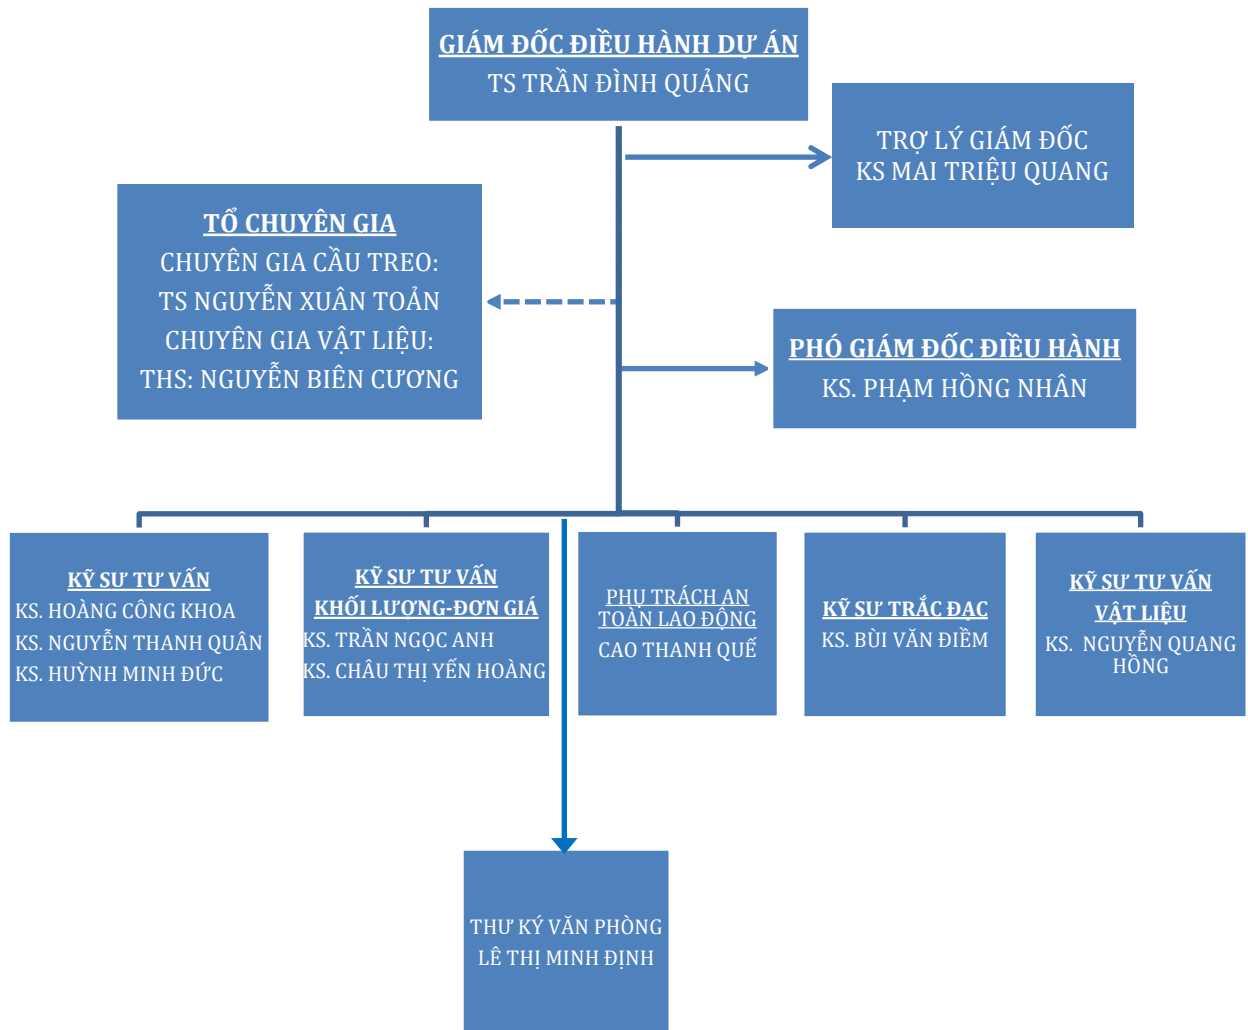 GIÁM ĐỐC ĐIỀU HÀNH DỰ ÁN
TS TRẦN ĐÌNH QUẢNG
TRỢ LÝ GIÁM ĐỐC
KS MAI TRIỆU QUANG
TỔ CHUYÊN GIA
CHUYÊN GIA CẦU TREO:
TS NGUYỄN XUÂN TOẢN
CHUYÊN GIA VẬT LIỆU:
THS: NGUYỄN BIÊN CƯƠNG
PHÓ GIÁM ĐỐC ĐIỀU HÀNH
KS. PHẠM HỒNG NHÂN
KỸ SƯ TƯ VẤN
KS. HOÀNG CÔNG KHOA
KS. NGUYỄN THANH QUÂN
KS. HUỲNH MINH ĐỨC
KỸ SƯ TƯ VẤN
KHỐI LƯỢNG-ĐƠN GIÁ
KS. TRẦN NGỌC ANH
KS. CHÂU THỊ YẾN HOÀNG
PHỤ TRÁCH AN
TOÀN LAO ĐỘNG
CAO THANH QUẾ
KỸ SƯ TRẮC ĐẠC
KS. BÙI VĂN ĐIỀM
KỸ SƯ TƯ VẤN
VẬT LIỆU
KS. NGUYỄN QUANG
HỒNG
THƯ KÝ VĂN PHÒNG
LÊ THỊ MINH ĐỊNH